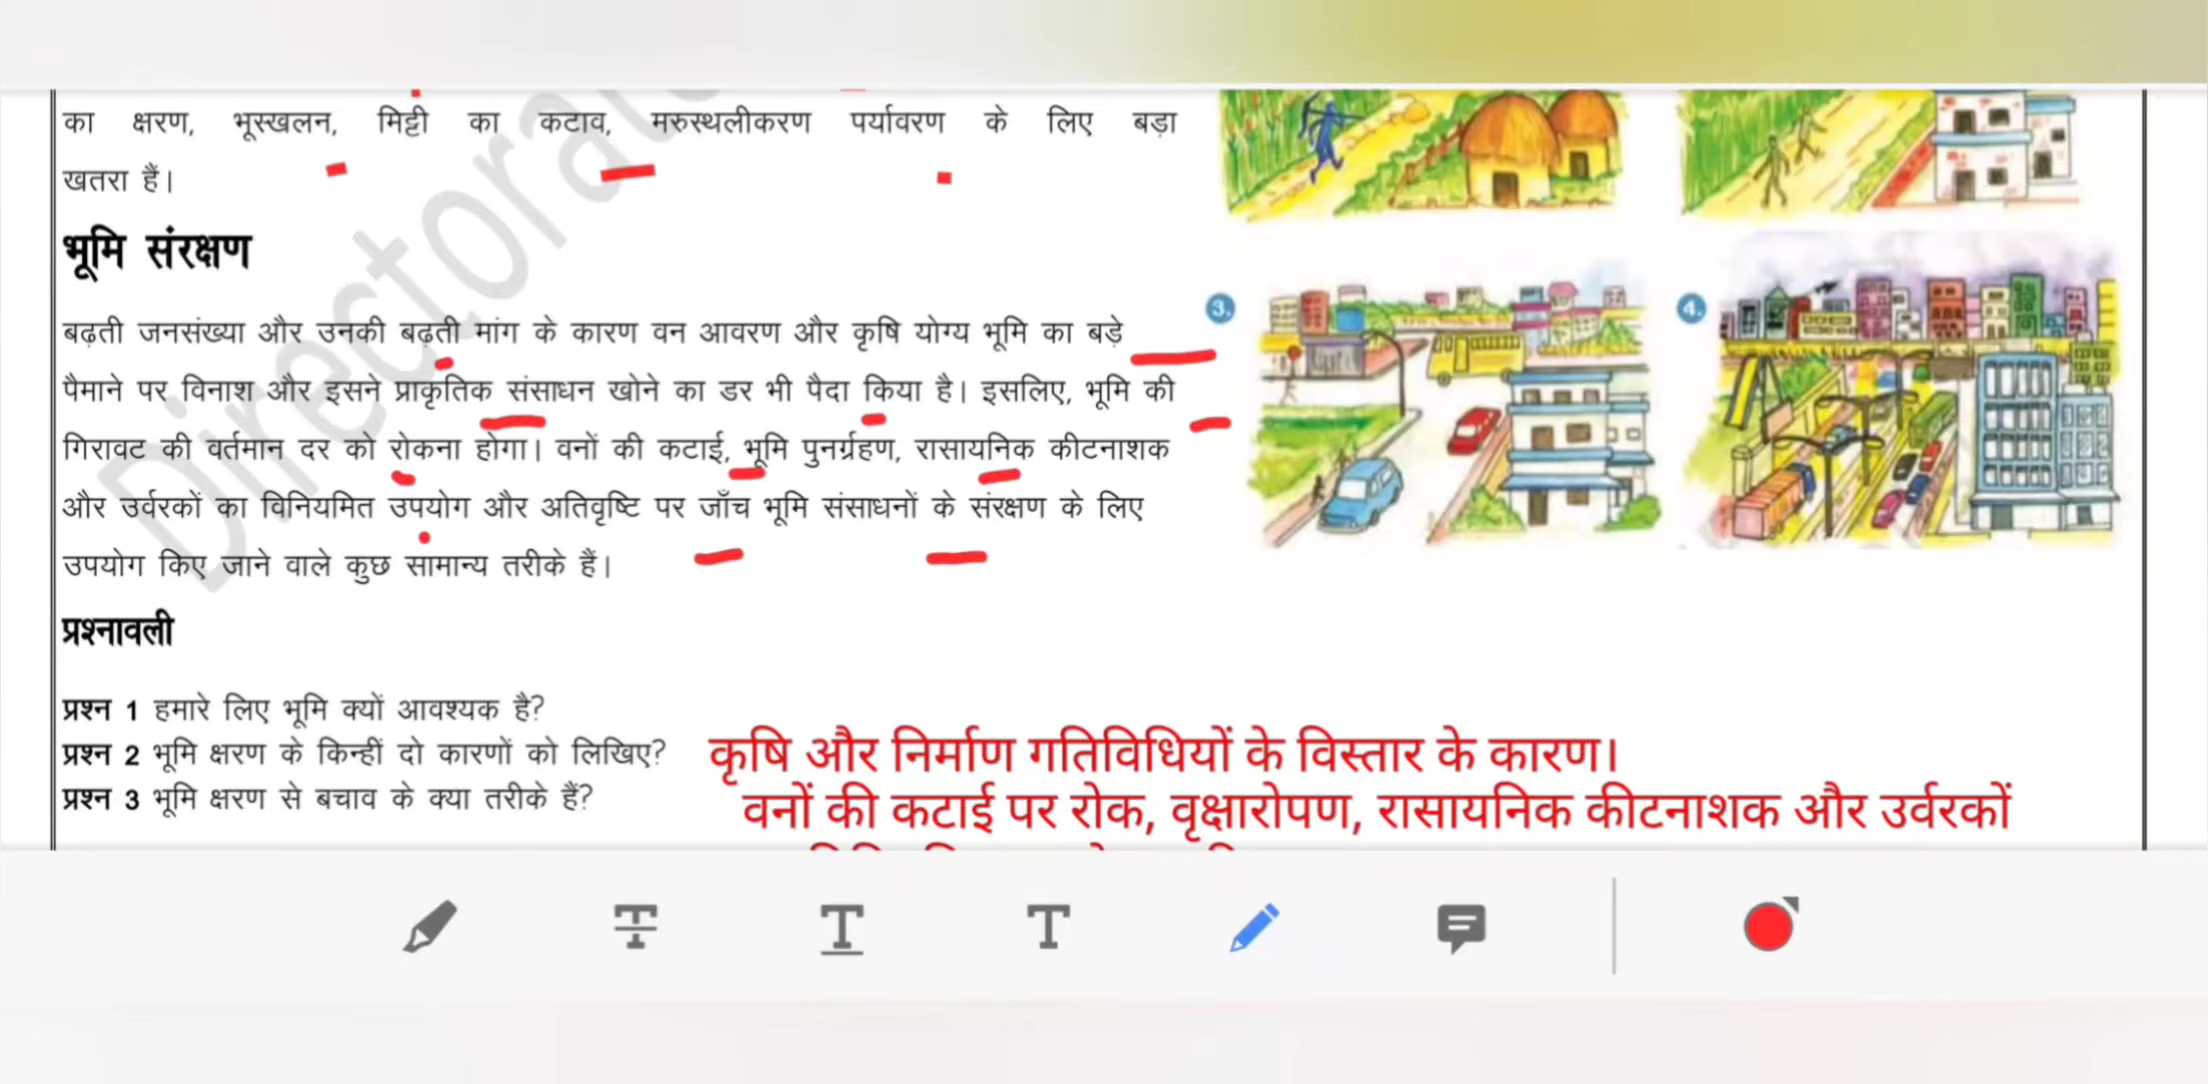 का क्षरण, भूस्खलन, मिट्टी का कटाव, मरुस्थलीकरण पर्यावरण के लिए बड़ा
खतरा हैं।
भूमि संरक्षण
बढ़ती जनसंख्या और उनकी बढ़ती मांग के कारण वन आवरण और कृषि योग्य भूमि का बड़े
पैमाने पर विनाश और इसने प्राकृतिक संसाधन खोने का डर भी पैदा किया है। इसलिए, भूमि की
गिरावट की वर्तमान दर को रोकना होगा। वनों की कटाई, भूमि पुनर्ग्रहण, रासायनिक कीटनाशक
और उर्वरकों का विनियमित उपयोग और अतिवृष्टि पर जाँच भूमि संसाधनों के संरक्षण के लिए
उपयोग किए जाने वाले कुछ सामान्य तरीके हैं।
3.
4.
प्रश्नावली
प्रश्न 1 हमारे लिए भूमि क्यों आवश्यक है?
प्रश्न 2 भूमि क्षरण के किन्हीं दो कारणों को लिखिए? कृषि और निर्माण गतिविधियों के विस्तार के कारण।
प्रश्न 3 भूमि क्षरण से बचाव के क्या तरीके हैं? वनों की कटाई पर रोक, वृक्षारोपण, रासायनिक कीटनाशक और उर्वरकों
T T T